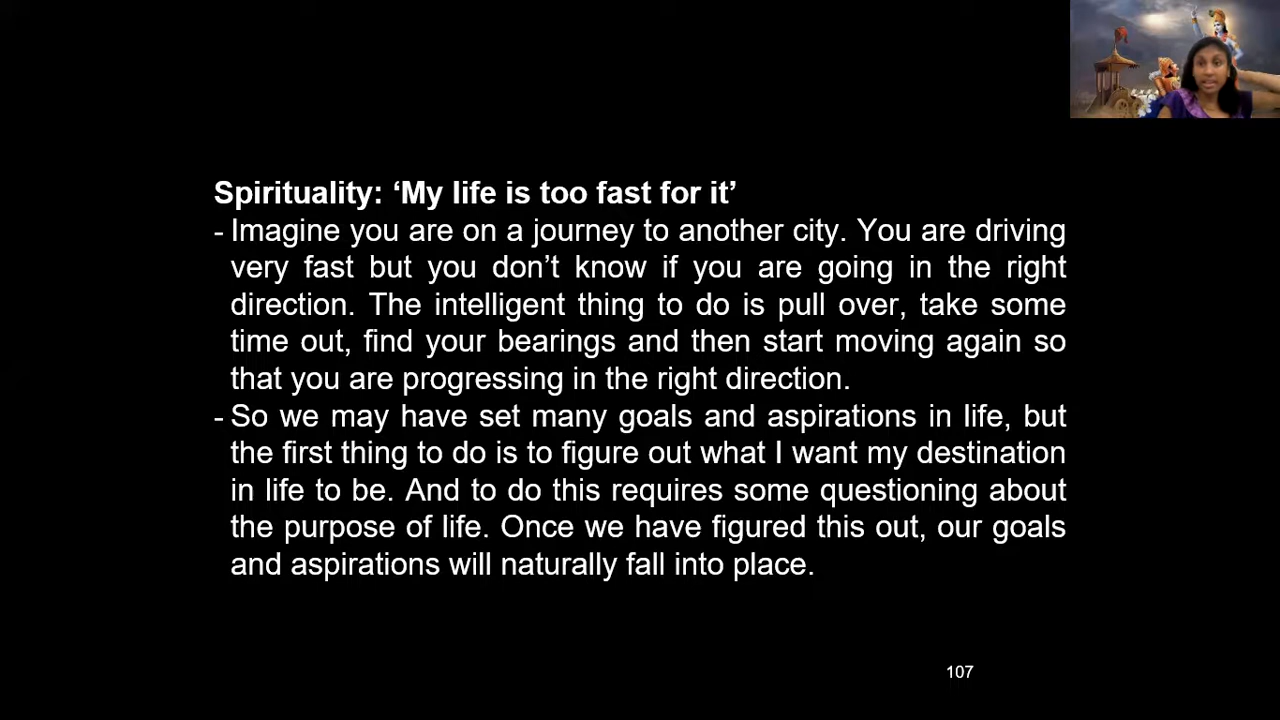 Spirituality: ‘My life is too fast for it’
- Imagine you are on a journey to another city. You are driving
very fast but you don’t know if you are going in the right
direction. The intelligent thing to do is pull over, take some
time out, find your bearings and then start moving again so
that you are progressing in the right direction.
- So we may have set many goals and aspirations in life, but
the first thing to do is to figure out what I want my destination
in life to be. And to do this requires some questioning about
the purpose of life. Once we have figured this out, our goals
and aspirations will naturally fall into place.
107